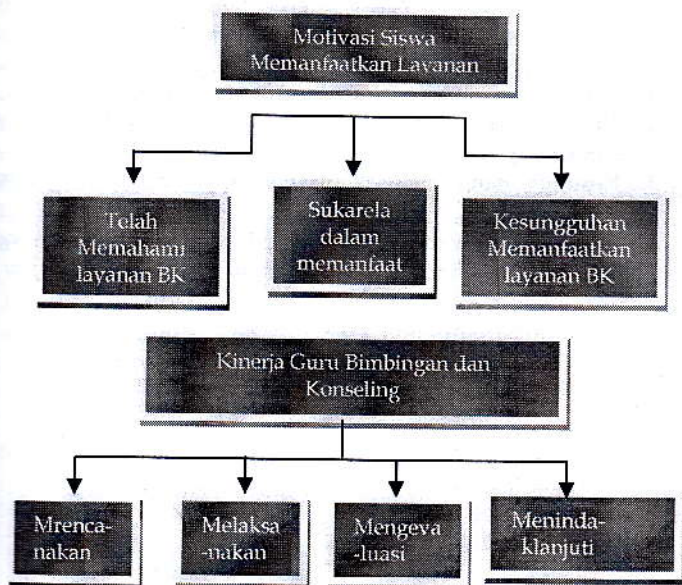 Motivasi Siswa
Memanfaatkan Layanan
Telah
Memahami
layanan BK
Sukarela
dalam
memanfaat
Kesungguhan
Memanfaatkan
layanan BK
Kinerja Guru Bimbingan dan
Konseling
Mrenca-
nakan
Melaksa
-nakan
Mengeva
-luasi
Meninda-
klanjuti